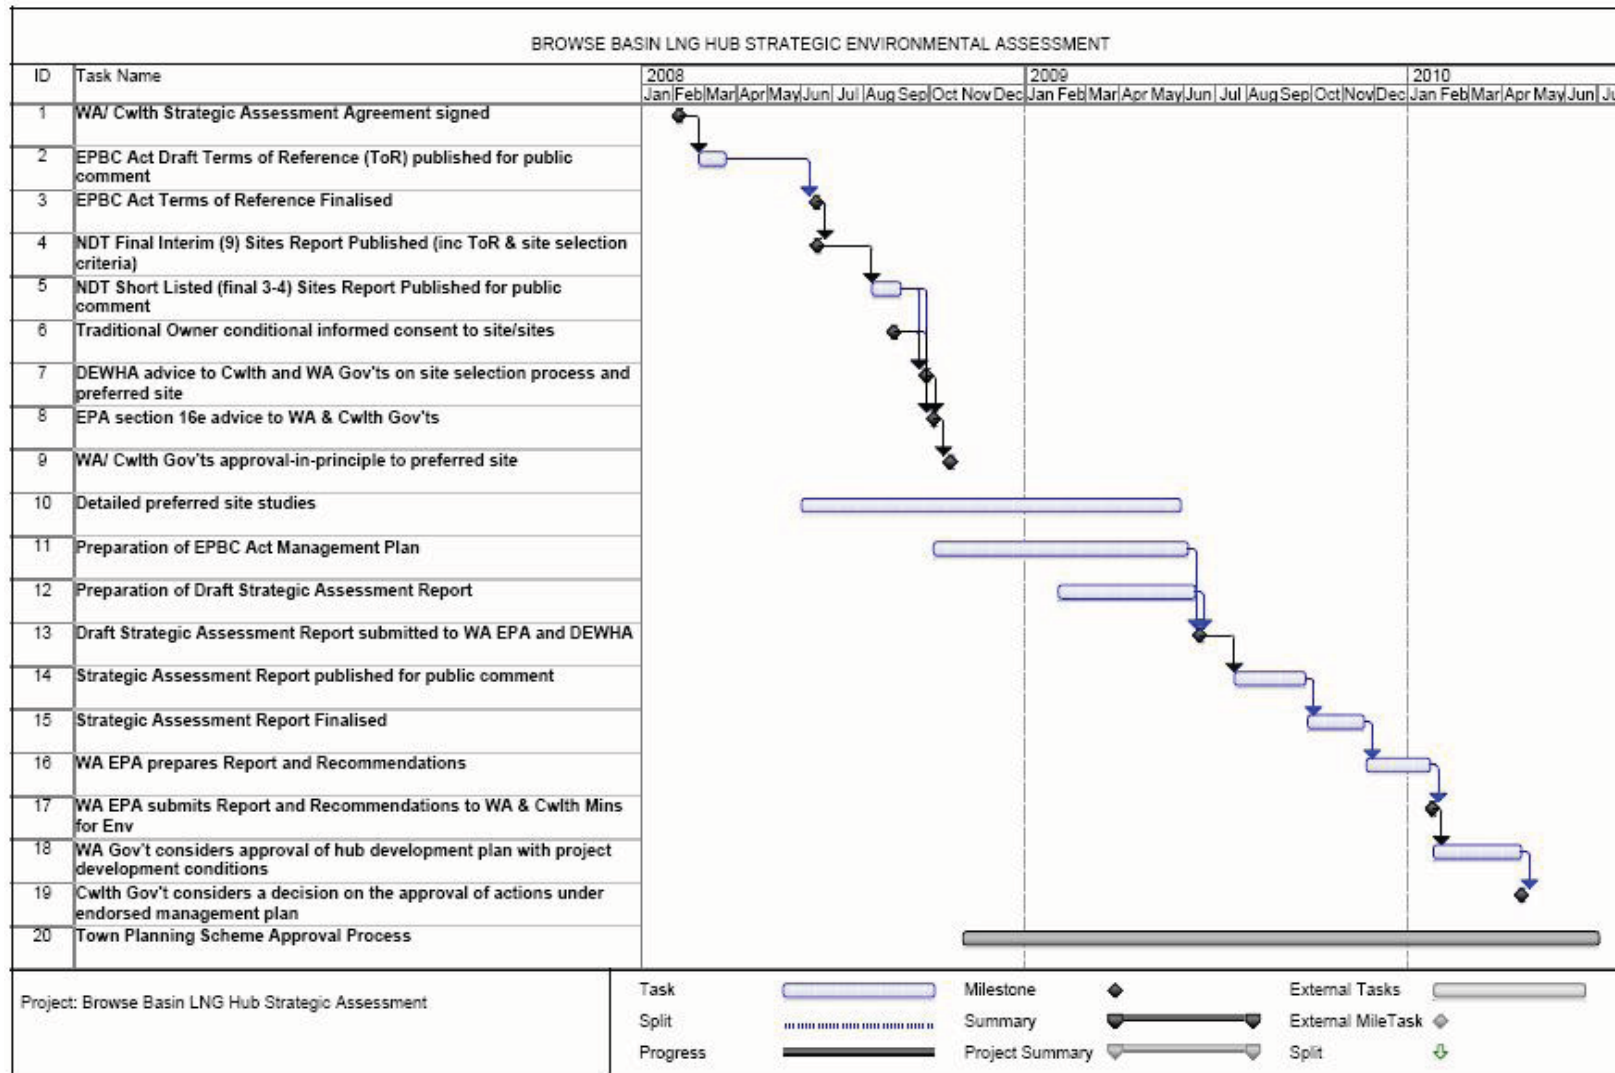 BROWSE BASIN LNG HUB STRATEGIC ENVIRONMENTAL ASSESSMENT
ID Task Name 2008 2009 2010
Jan Feb Mar Apr May Jun Jul Aug Sep Oct Nov Dec Jan Feb Mar Apr May Jun Jul Aug Sep Oct Nov Dec Jan Feb Mar Apr May Jun Ju
1 WA/ Cwlth Strategic Assessment Agreement signed
2 EPBC Act Draft Terms of Reference (ToR) published for public
comment
3 EPBC Act Terms of Reference Finalised
4 NDT Final Interim (9) Sites Report Published (inc ToR & site selection
criteria)
5 NDT Short Listed (final 3-4) Sites Report Published for public
comment
6 Traditional Owner conditional informed consent to site/sites
7 DEWHA advice to Cwlth and WA Gov'ts on site selection process and
preferred site
8 EPA section 16e advice to WA & Cwlth Gov'ts
9 WA/ Cwlth Gov'ts approval-in-principle to preferred site
10 Detailed preferred site studies
11 Preparation of EPBC Act Management Plan
12 Preparation of Draft Strategic Assessment Report
13 Draft Strategic Assessment Report submitted to WA EPA and DEWHA
14 Strategic Assessment Report published for public comment
15 Strategic Assessment Report Finalised
16 WA EPA prepares Report and Recommendations
17 WA EPA submits Report and Recommendations to WA & Cwlth Mins
for Env
18 WA Gov't considers approval of hub development plan with project
development conditions
19 Cwlth Gov't considers a decision on the approval of actions under
endorsed management plan
20 Town Planning Scheme Approval Process
Project: Browse Basin LNG Hub Strategic Assessment
Task Milestone External Tasks
Split Summary External MileTask
Progress Project Summary Split